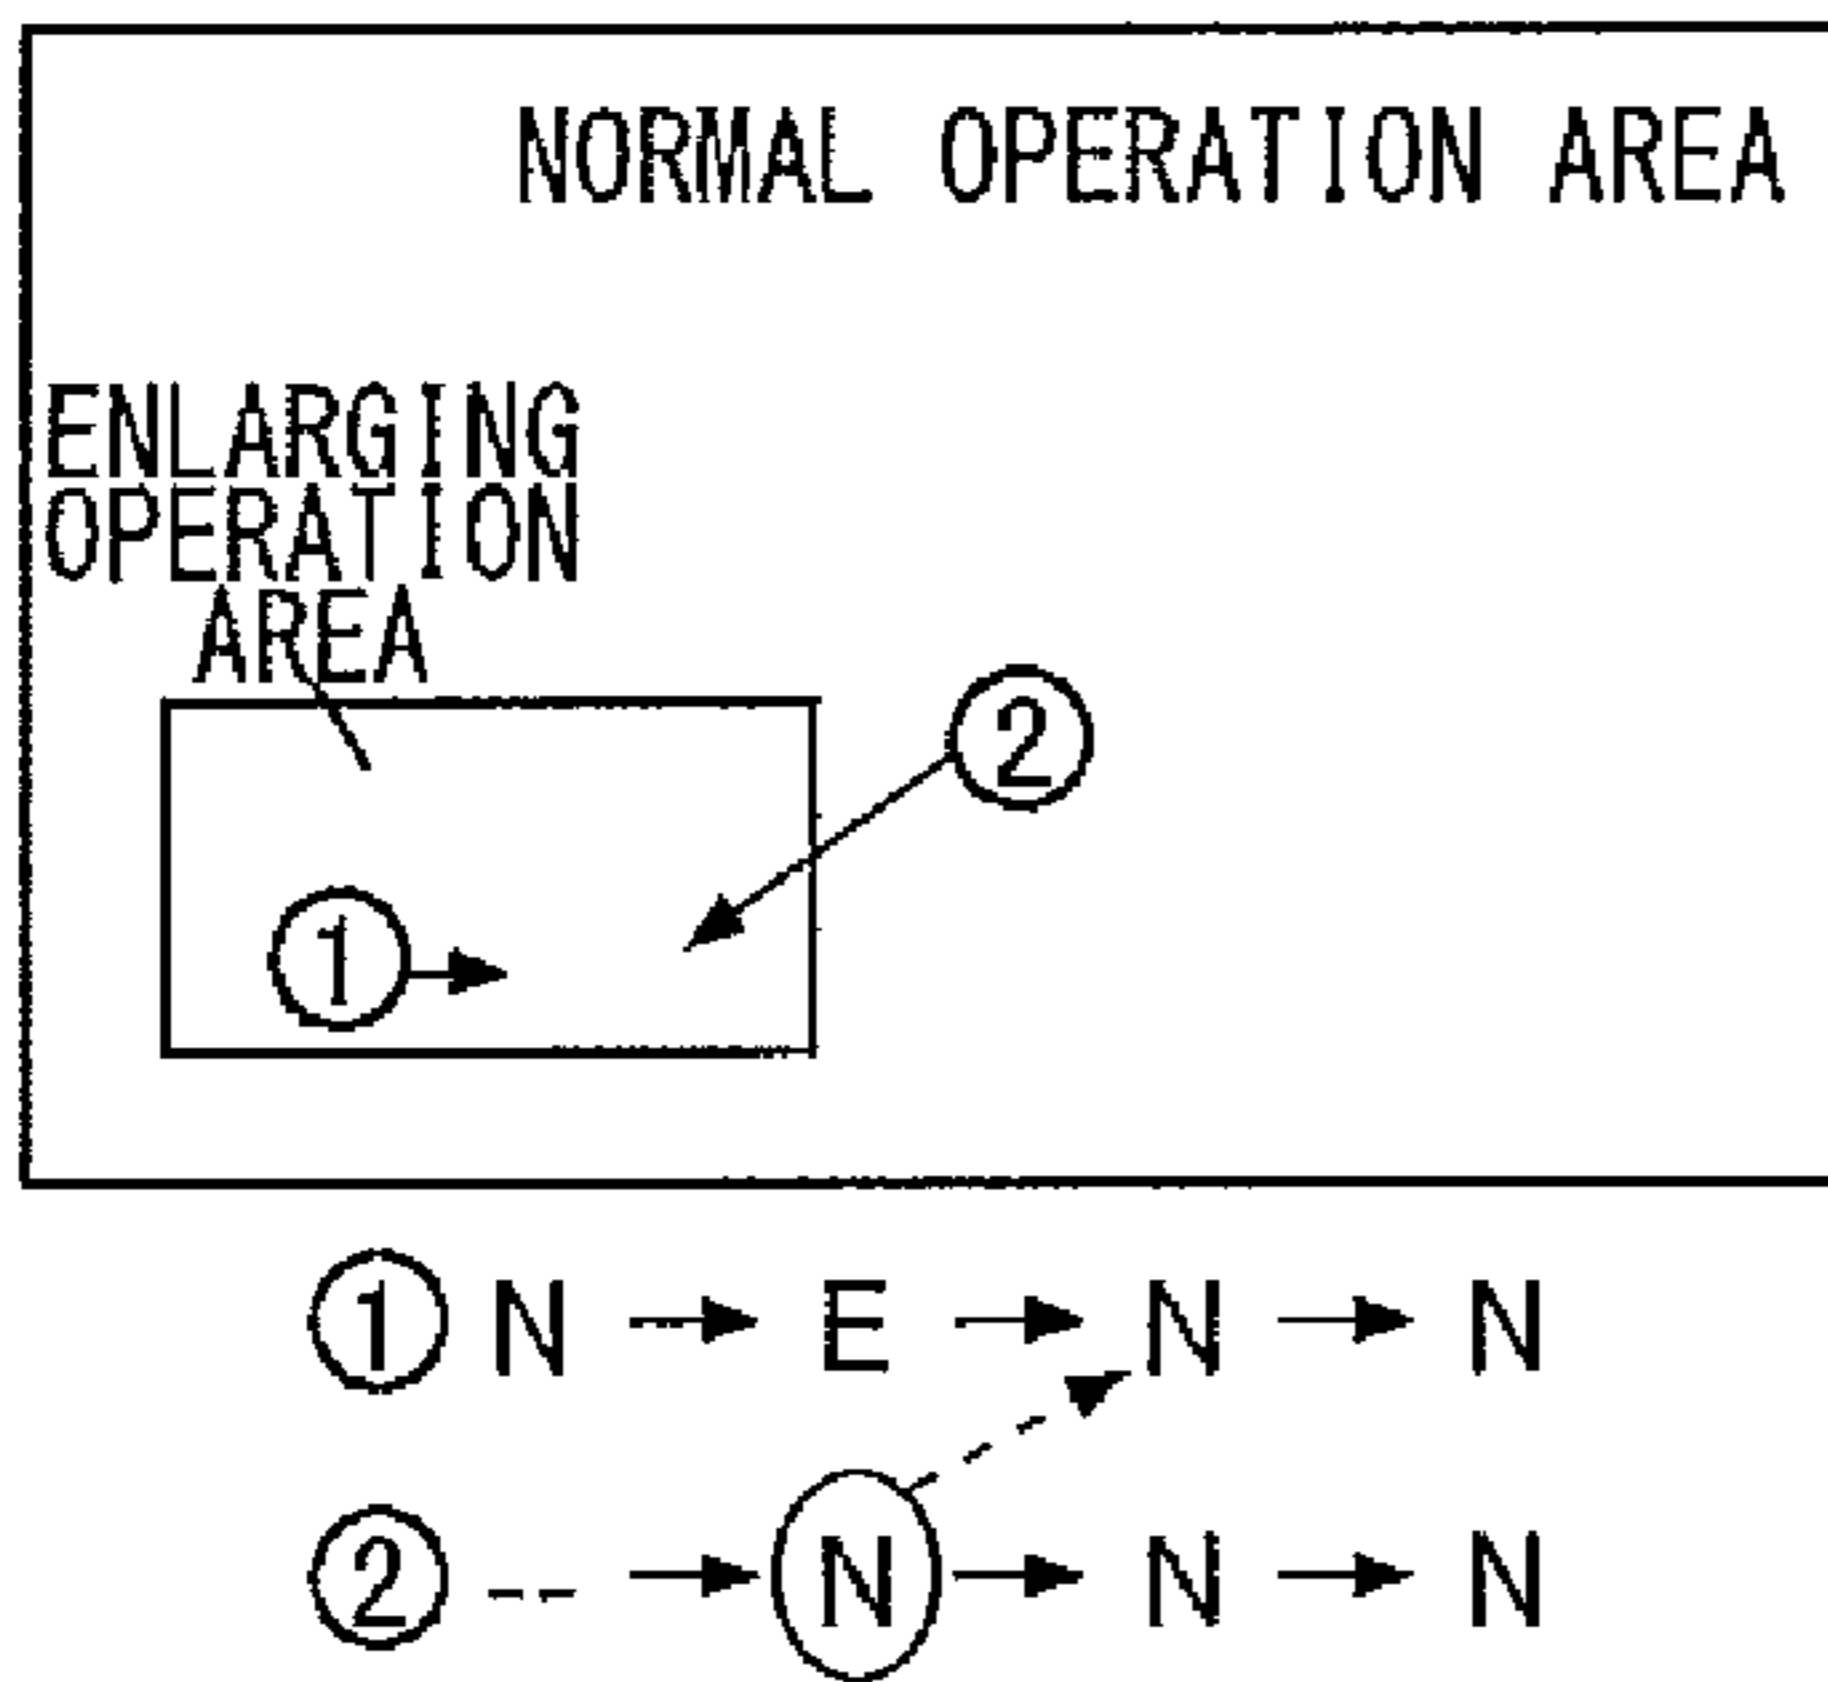 NORMAL OPERATION AREA
ENLARGING
OPERATION
AREA
②
①
① N → E → N → N
② -- → N → N → N